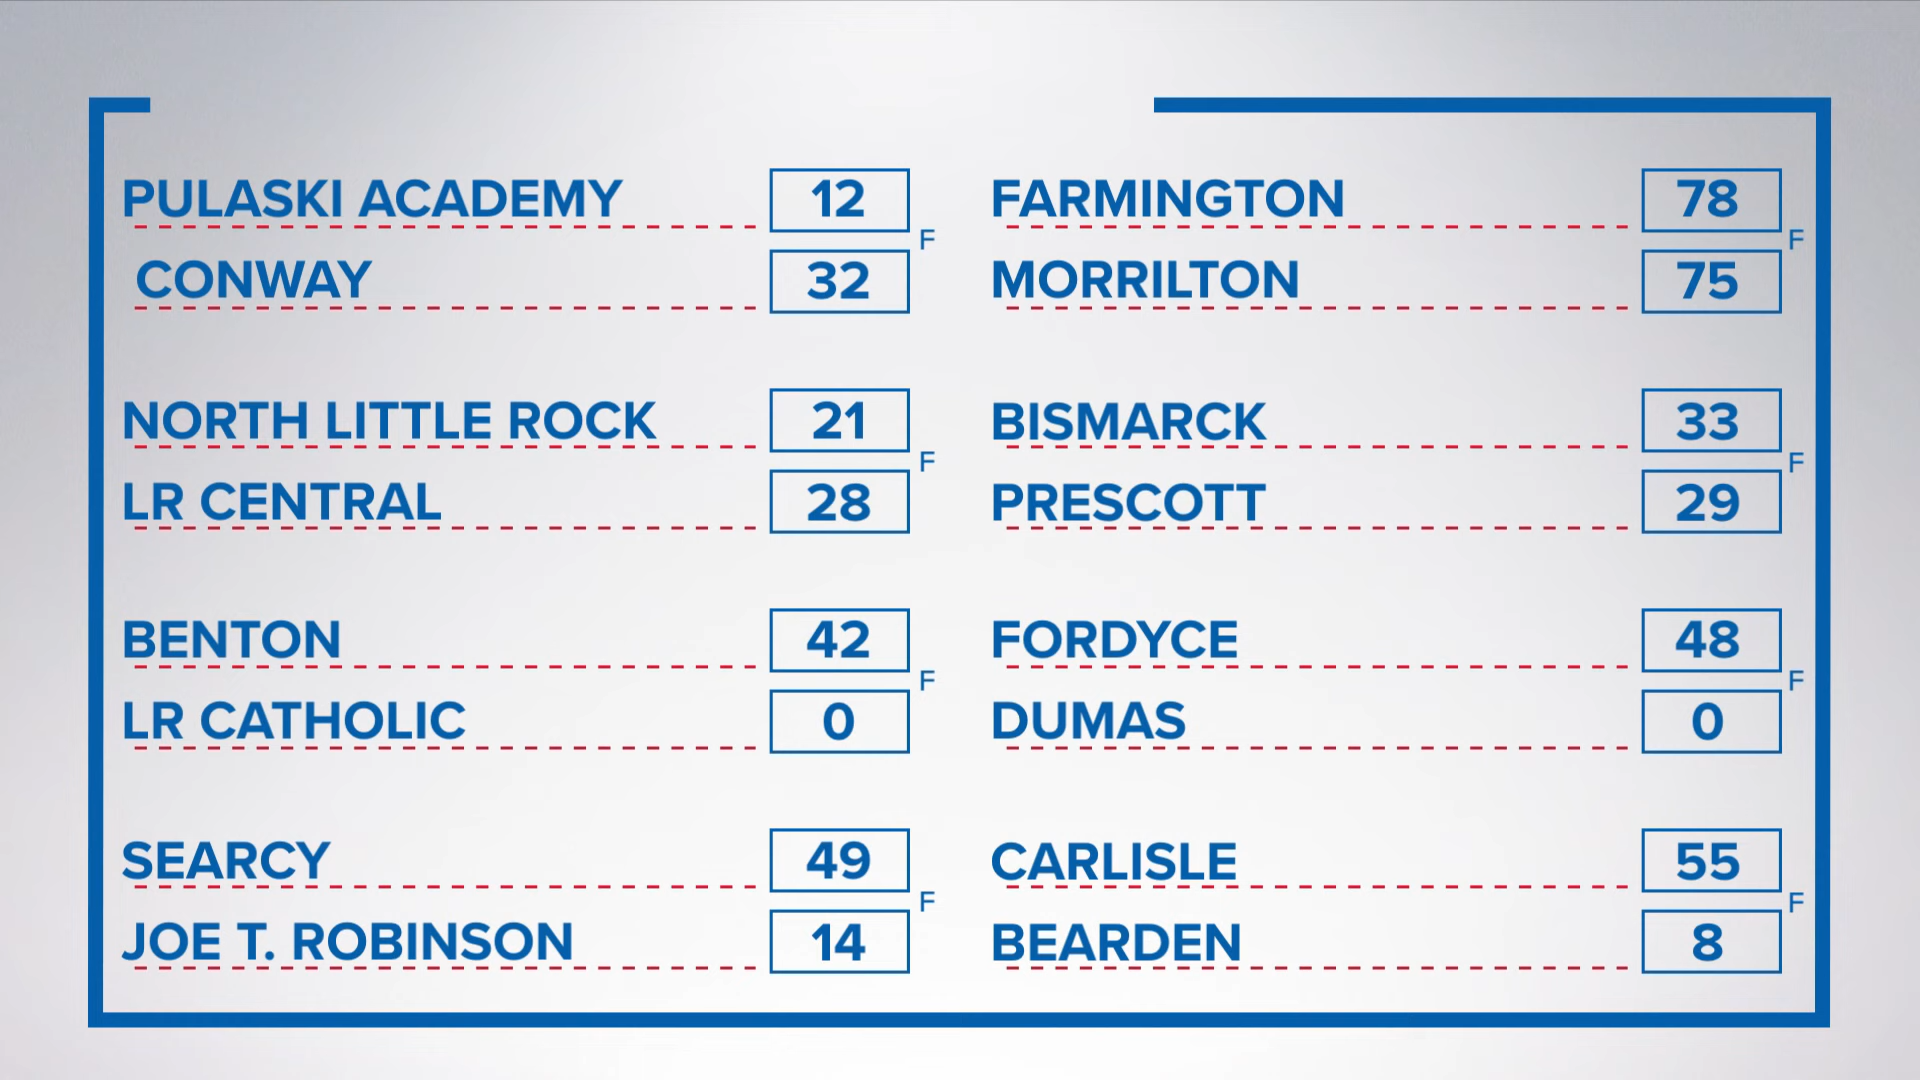 PULASKI ACADEMY 12
F
CONWAY 32
NORTH LITTLE ROCK 21
F
LR CENTRAL 28
BENTON 42
F
LR CATHOLIC 0
SEARCY 49
F
JOE T. ROBINSON 14
FARMINGTON 78
F
MORRILTON 75
BISMARCK 33
F
PRESCOTT 29
FORDYCE 48
F
DUMAS 0
CARLISLE 55
F
BEARDEN 8